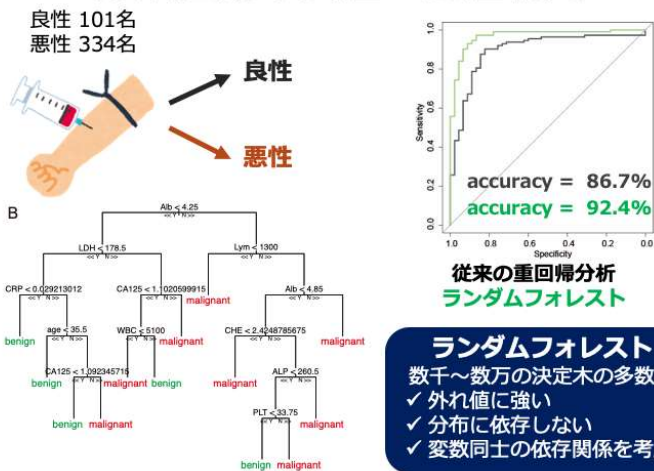 良性 101名
悪性 334名
良性
悪性
B
Alb < 4.25
<< Y N >>
LDH < 178.5
<< Y N >>
Lym < 1300
<< Y N >>
CRP < 0.029213012
<< Y N >>
CA125 < 1.1020599915
<< Y N >>
malignant
Alb < 4.85
<< Y N >>
benign
age < 35.5
<< Y N >>
WBC < 5100
<< Y N >>
malignant
CHE < 2.4248785675
<< Y N >>
malignant
benign
CA125 < 1.092345715
<< Y N >>
malignant
benign
malignant
ALP < 260.5
<< Y N >>
benign
malignant
PLT < 33.75
<< Y N >>
malignant
benign
malignant
Sensitivity
1.0
0.8
0.6
0.4
0.2
0.0
accuracy = 86.7%
accuracy = 92.4%
1.0 0.8 0.6 0.4 0.2 0.0
Specificity
従来の重回帰分析
ランダムフォレスト
ランダムフォレスト
数千~数万の決定木の多数
✓ 外れ値に強い
✓ 分布に依存しない
✓ 変数同士の依存関係を考